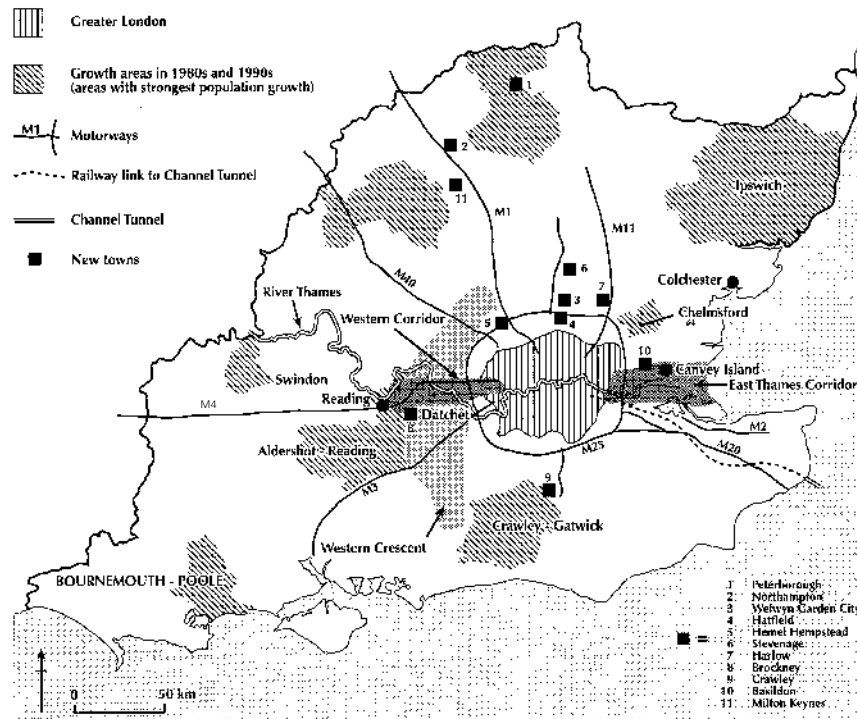 Greater London
Growth areas in 1980s and 1990s
(areas with strongest population growth)
M1
Motorways
Railway link to Channel Tunnel
Channel Tunnel
New towns
1
2
11
M1
M11
Ipswich
M40
6
3
7
4
5
Colchester
River Thames
Western Corridor
Chelmsford
10
Canvey Island
East Thames Corridor
Swindon
Reading
M4
8
Datchet
M2
M25
M20
Aldershot - Reading
M3
9
Crawley - Gatwick
Western Crescent
BOURNEMOUTH - POOLE
0 50 km
■ =
1 Peterborough
2 Northampton
3 Welwyn Garden City
4 Hatfield
5 Hemel Hempstead
6 Stevenage
7 Harlow
8 Brockney
9 Crawley
10 Basildon
11 Milton Keynes